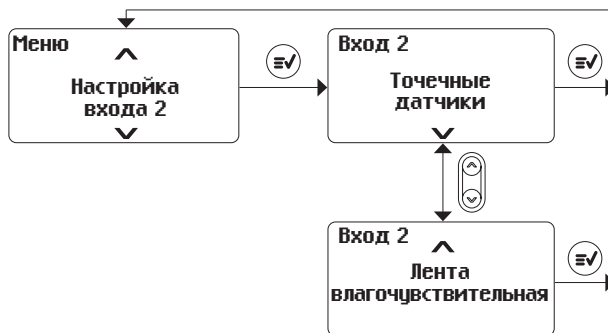 Меню
Настройка
входа 2
Вход 2
Точечные
датчики
Вход 2
Лента
влагочувствительная